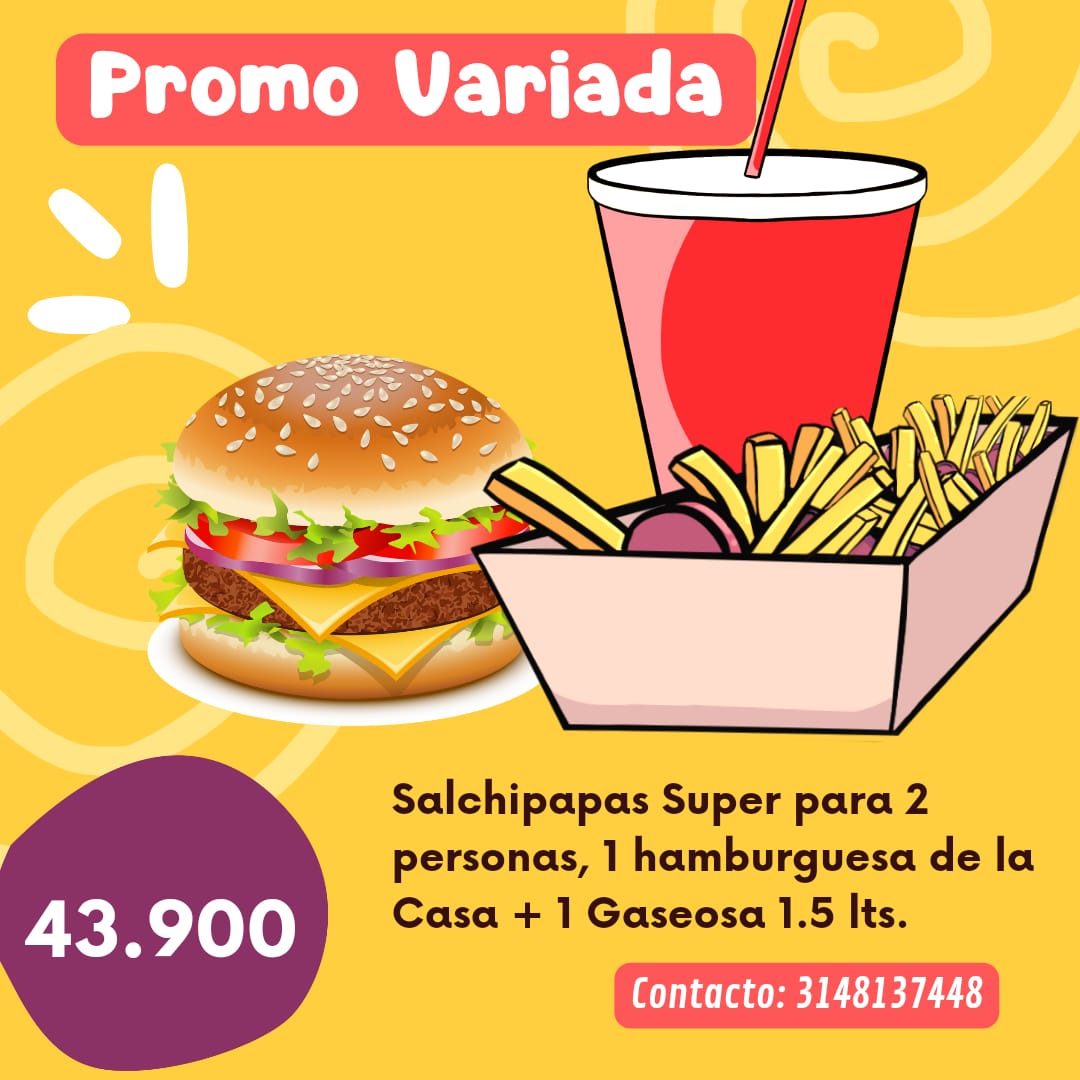 Promo Variada
Salchipapas Super para 2
personas, 1 hamburguesa de la
Casa + 1 Gaseosa 1.5 lts.
43.900
Contacto: 3148137448